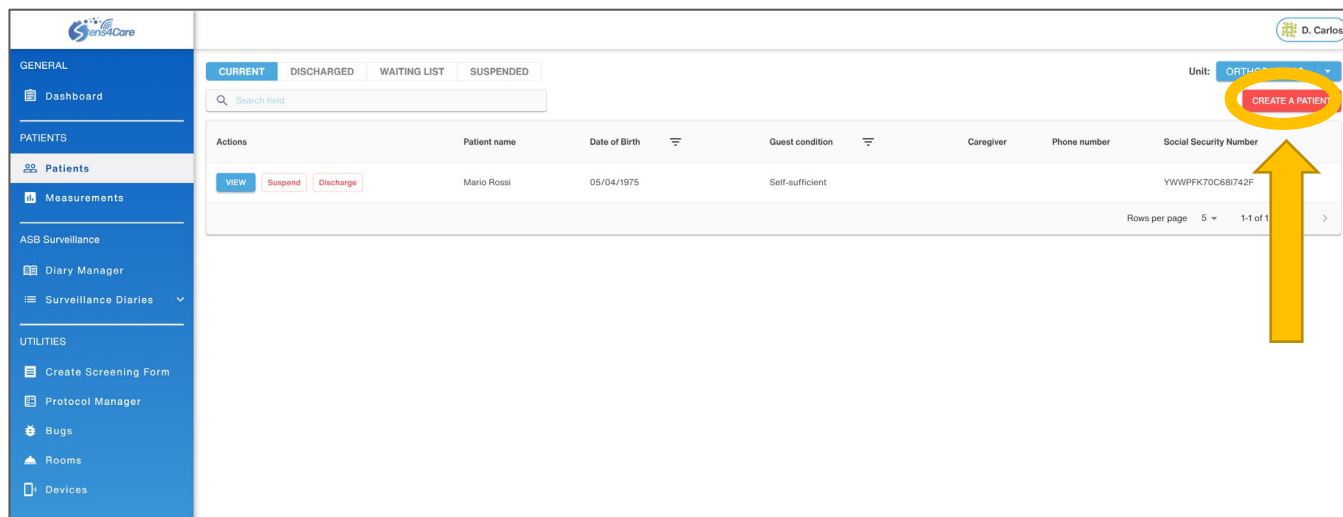 Sens4Care
D. Carlos
GENERAL
Dashboard
PATIENTS
Patients
Measurements
ASB Surveillance
Diary Manager
Surveillance Diaries
UTILITIES
Create Screening Form
Protocol Manager
Bugs
Rooms
Devices
CURRENT DISCHARGED WAITING LIST SUSPENDED
Unit:
Search field
CREATE A PATIENT
Actions Patient name Date of Birth Guest condition Caregiver Phone number Social Security Number
VIEW Suspend Discharge Mario Rossi 05/04/1975 Self-sufficient YWWPFK70C68I742F
Rows per page 5 1-1 of 1